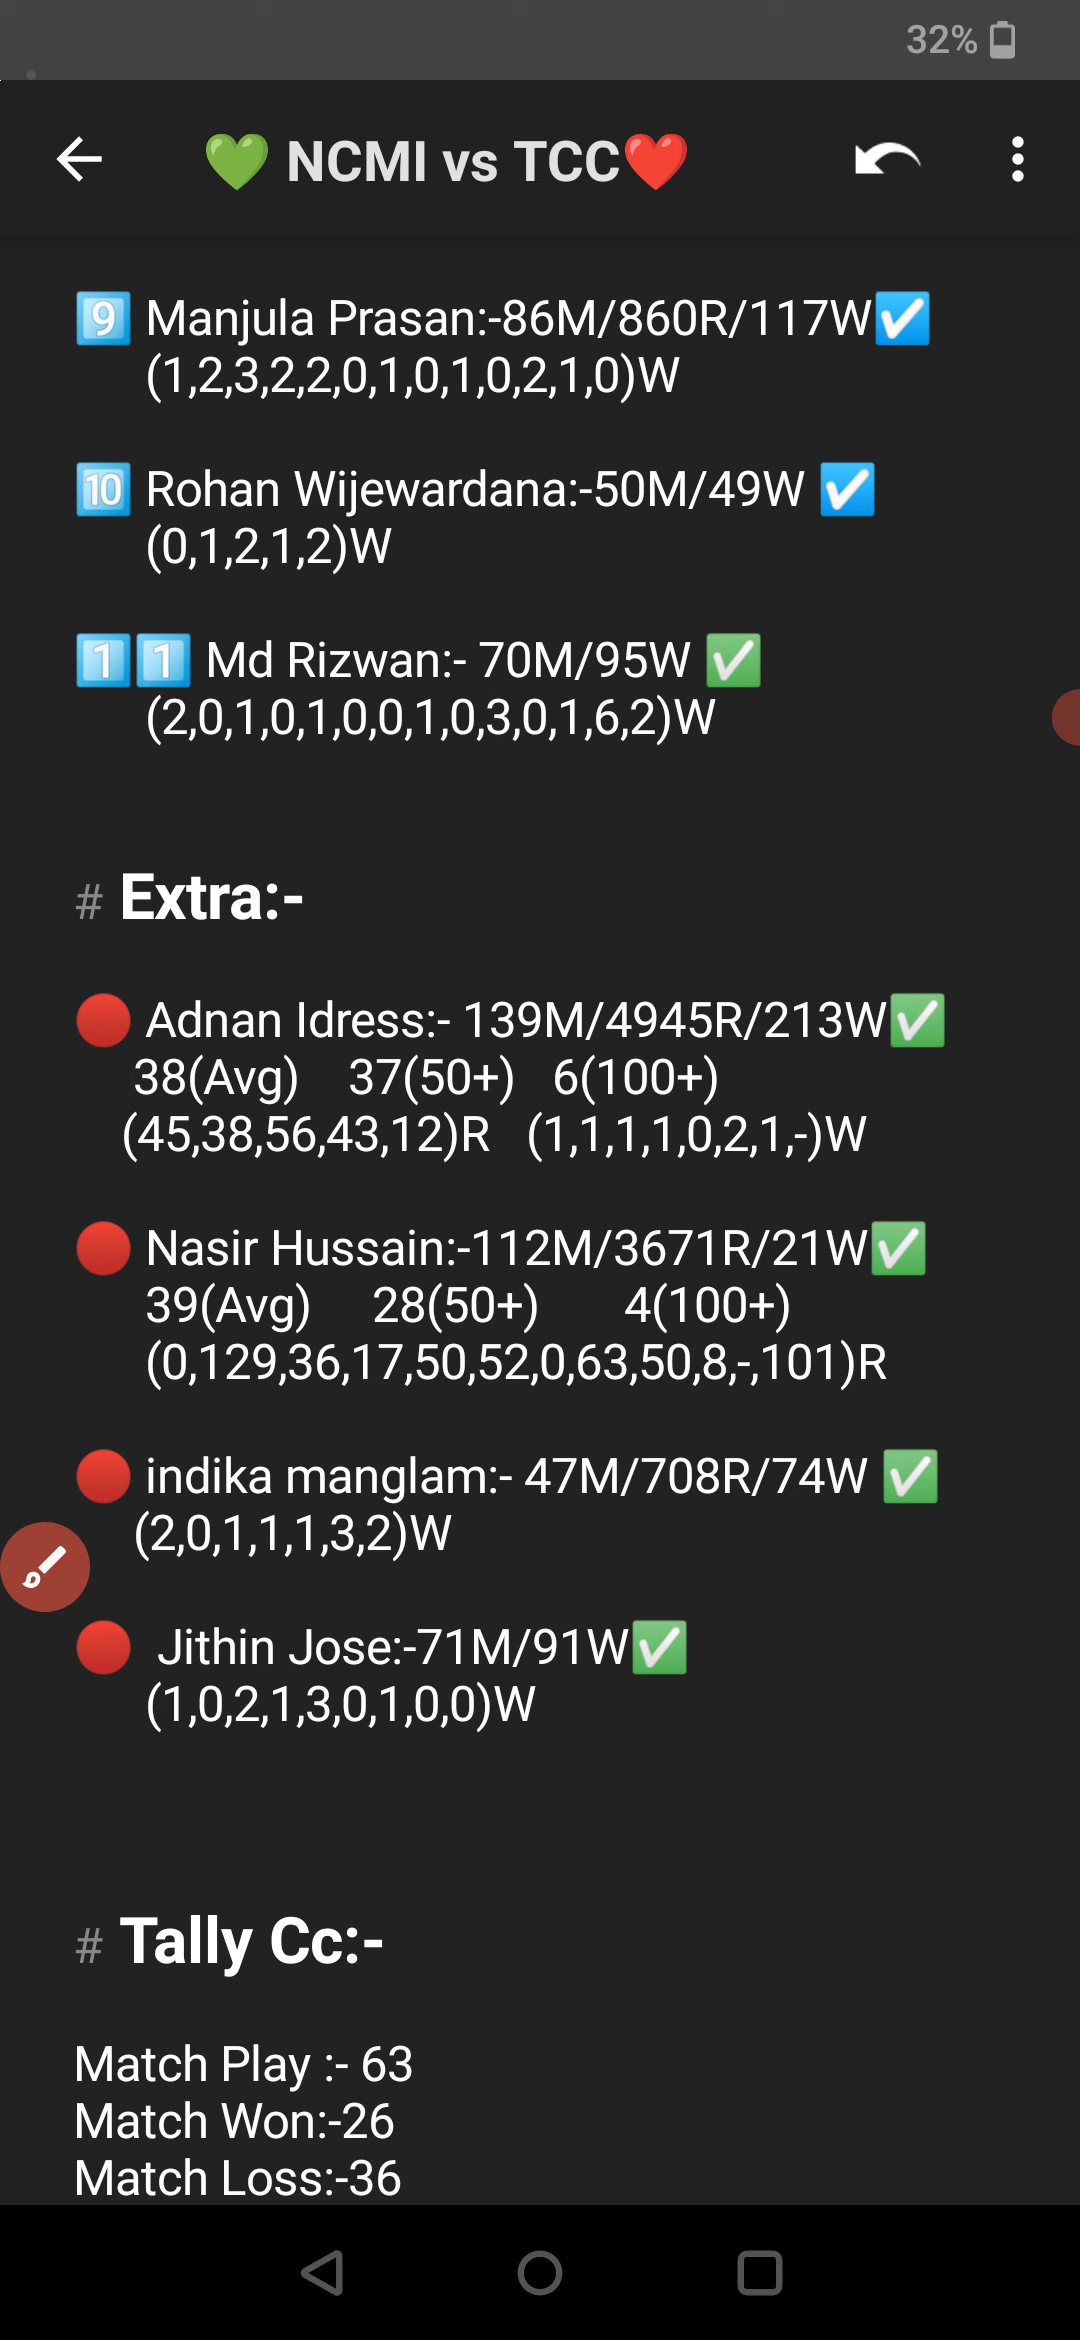 32%
💚 NCMI vs TCC❤️
9️⃣ Manjula Prasan:-86M/860R/117W☑️
(1,2,3,2,2,0,1,0,1,0,2,1,0)W
🔟 Rohan Wijewardana:-50M/49W ☑️
(0,1,2,1,2)W
1️⃣1️⃣ Md Rizwan:- 70M/95W ✅
(2,0,1,0,1,0,0,1,0,3,0,1,6,2)W
# Extra:-
🔴 Adnan Idress:- 139M/4945R/213W✅
38(Avg) 37(50+) 6(100+)
(45,38,56,43,12)R (1,1,1,1,0,2,1,-)W
🔴 Nasir Hussain:-112M/3671R/21W✅
39(Avg) 28(50+) 4(100+)
(0,129,36,17,50,52,0,63,50,8,-,101)R
🔴 indika manglam:- 47M/708R/74W ✅
(2,0,1,1,1,3,2)W
🔴 Jithin Jose:-71M/91W✅
(1,0,2,1,3,0,1,0,0)W
# Tally Cc:-
Match Play :- 63
Match Won:-26
Match Loss:-36